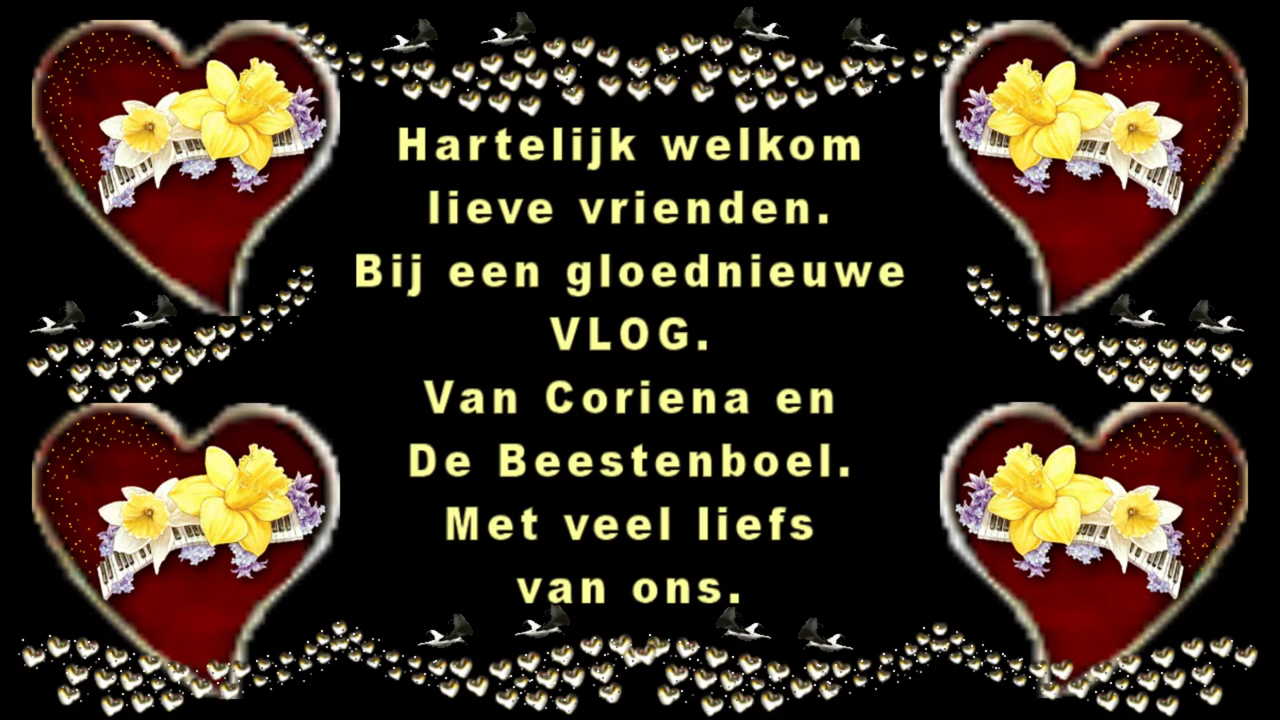 Hartelijk welkom
lieve vrienden.
Bij een gloednieuwe
VLOG.
Van Coriena en
De Beestenboel.
Met veel liefs
van ons.